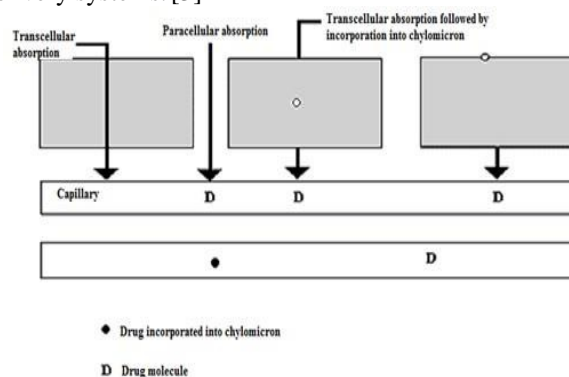 Transcellular absorption followed by
incorporation into chylomicron
Paracellular absorption
Transcellular
absorption
Capillary
D
D
D
D
Drug incorporated into chylomicron
D Drug molecule